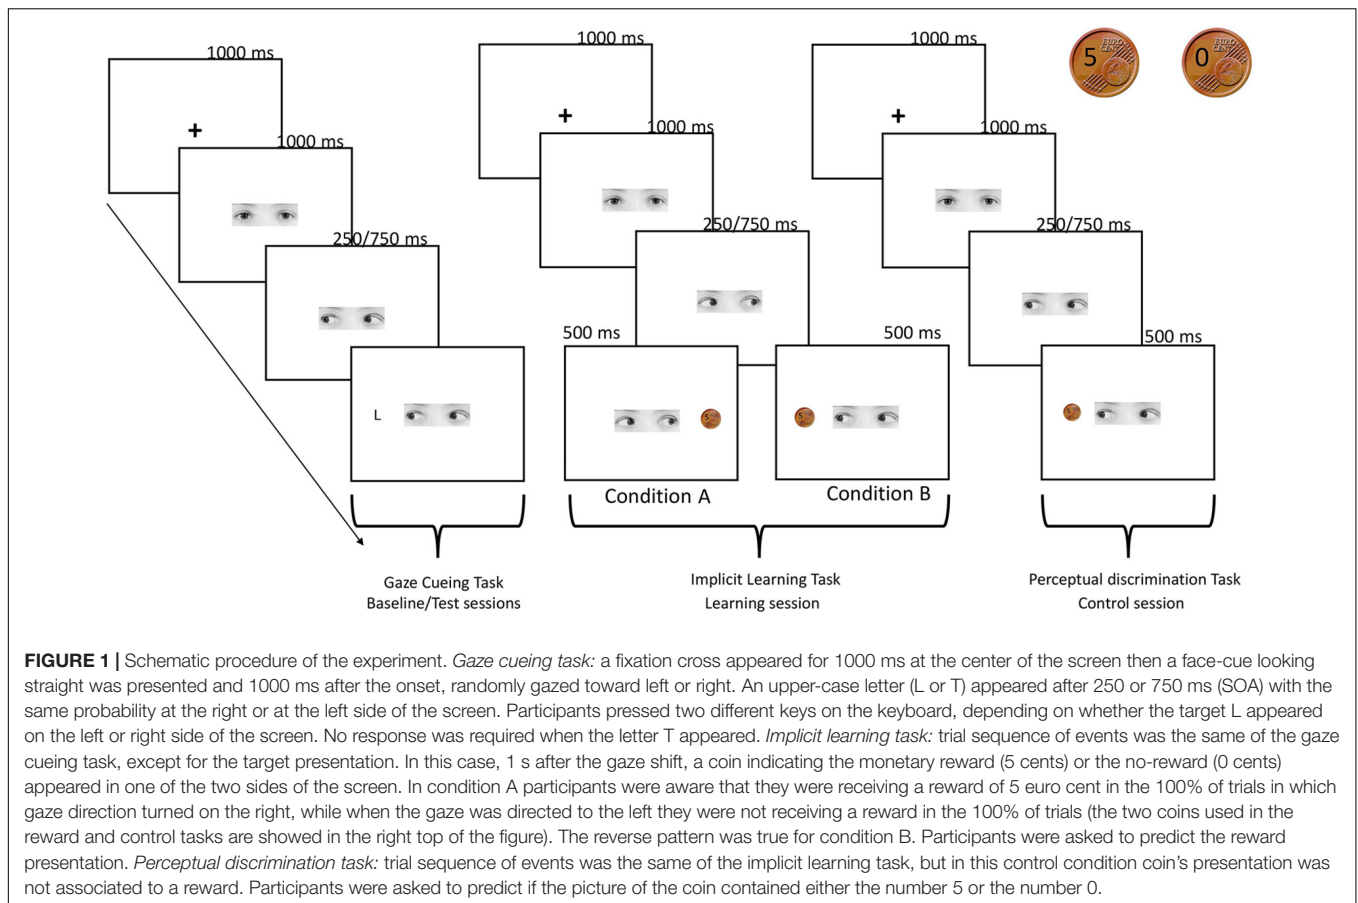 1000 ms
1000 ms
1000 ms
5 EURO CENT
0 EURO CENT
+
+
+
1000 ms
1000 ms
1000 ms
250/750 ms
250/750 ms
250/750 ms
500 ms
500 ms
500 ms
L
5
5
5
Condition A
Condition B
Gaze Cueing Task
Baseline/Test sessions
Implicit Learning Task
Learning session
Perceptual discrimination Task
Control session
FIGURE 1 | Schematic procedure of the experiment. Gaze cueing task: a fixation cross appeared for 1000 ms at the center of the screen then a face-cue looking
straight was presented and 1000 ms after the onset, randomly gazed toward left or right. An upper-case letter (L or T) appeared after 250 or 750 ms (SOA) with the
same probability at the right or at the left side of the screen. Participants pressed two different keys on the keyboard, depending on whether the target L appeared
on the left or right side of the screen. No response was required when the letter T appeared. Implicit learning task: trial sequence of events was the same of the gaze
cueing task, except for the target presentation. In this case, 1 s after the gaze shift, a coin indicating the monetary reward (5 cents) or the no-reward (0 cents)
appeared in one of the two sides of the screen. In condition A participants were aware that they were receiving a reward of 5 euro cent in the 100% of trials in which
gaze direction turned on the right, while when the gaze was directed to the left they were not receiving a reward in the 100% of trials (the two coins used in the
reward and control tasks are showed in the right top of the figure). The reverse pattern was true for condition B. Participants were asked to predict the reward
presentation. Perceptual discrimination task: trial sequence of events was the same of the implicit learning task, but in this control condition coin's presentation was
not associated to a reward. Participants were asked to predict if the picture of the coin contained either the number 5 or the number 0.